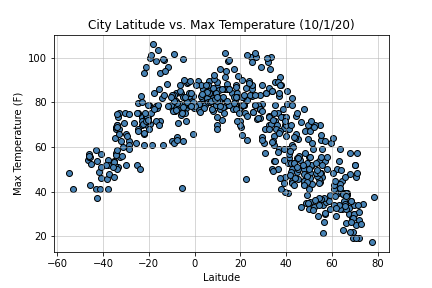 City Latitude vs. Max Temperature (10/1/20)
100
80
60
40
20
Max Temperature (F)
−60 −40 −20 0 20 40 60 80
Laitude